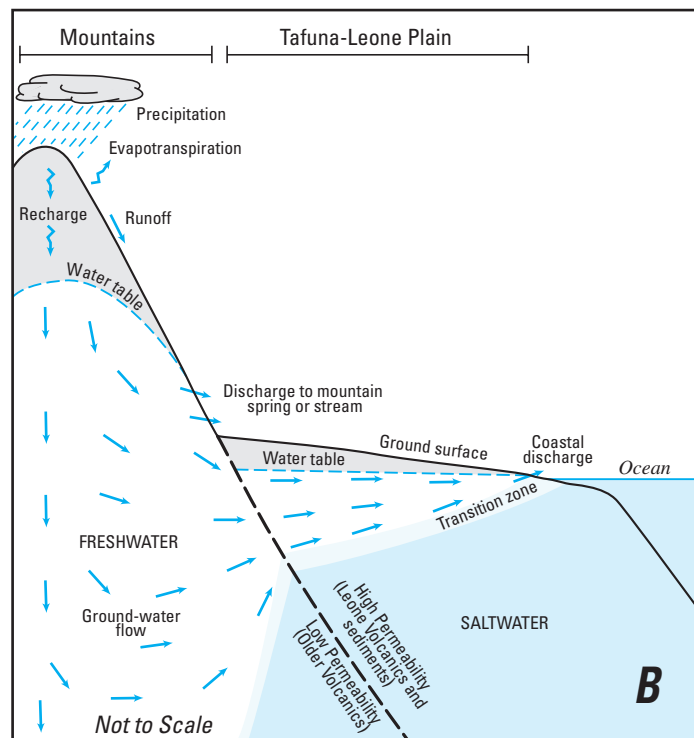 Mountains
Tafuna-Leone Plain
Precipitation
Evapotranspiration
Recharge
Runoff
Water table
Discharge to mountain
spring or stream
Ground surface
Coastal
discharge
Water table
Ocean
Transition zone
FRESHWATER
Ground-water
flow
High Permeability
(Leone Volcanics and
sediments)
Low Permeability
(Older Volcanics)
SALTWATER
Not to Scale
B